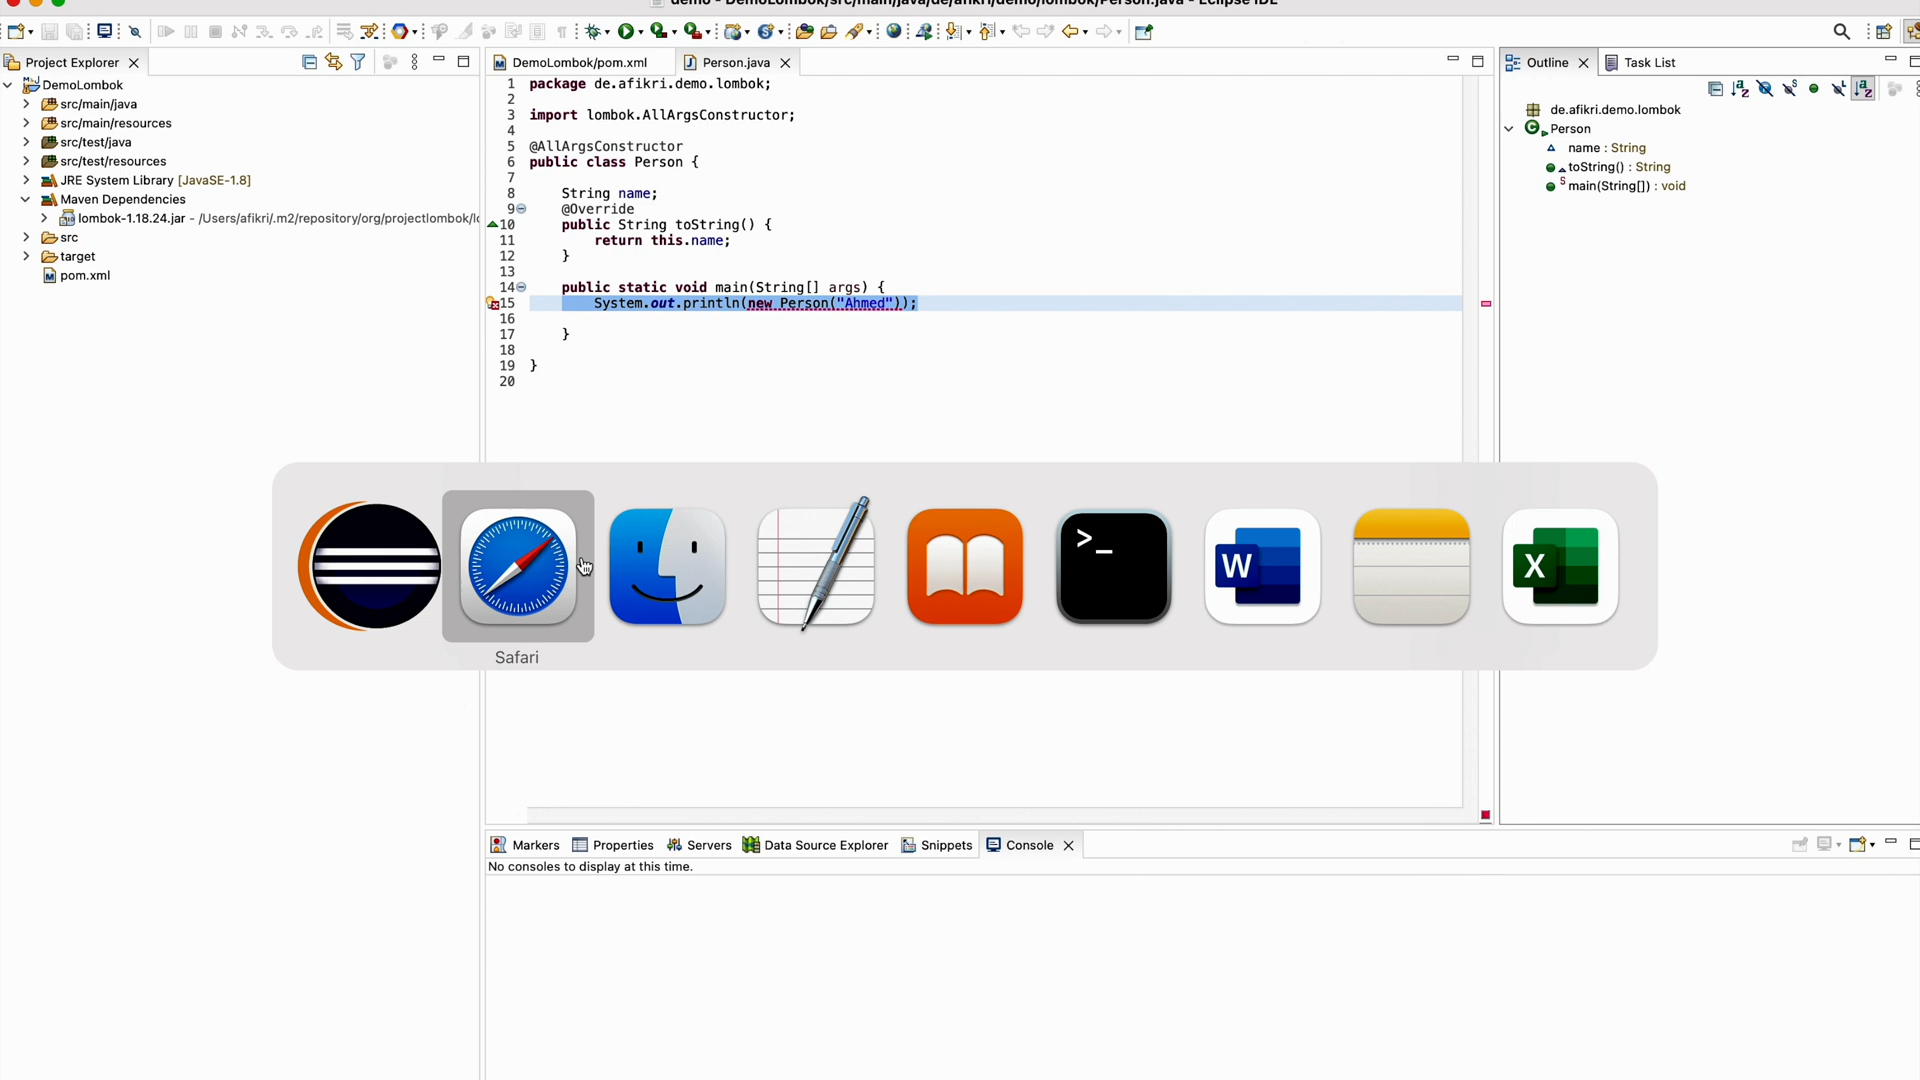 demo - DemoLombok/src/main/java/de/afikri/demo/lombok/Person.java - Eclipse IDE
Project Explorer
DemoLombok
src/main/java
src/main/resources
src/test/java
src/test/resources
JRE System Library [JavaSE-1.8]
Maven Dependencies
lombok-1.18.24.jar - /Users/afikri/.m2/repository/org/projectlombok/lo
src
target
pom.xml
DemoLombok/pom.xml
Person.java
1 package de.afikri.demo.lombok;
2
3 import lombok.AllArgsConstructor;
4
5 @AllArgsConstructor
6 public class Person {
7
8 String name;
9 @Override
10 public String toString() {
11 return this.name;
12 }
13
14 public static void main(String[] args) {
15 System.out.println(new Person("Ahmed"));
16
17 }
18
19 }
20
Outline
Task List
de.afikri.demo.lombok
Person
name : String
toString() : String
main(String[]) : void
>_
W
X
Safari
Markers
Properties
Servers
Data Source Explorer
Snippets
Console
No consoles to display at this time.